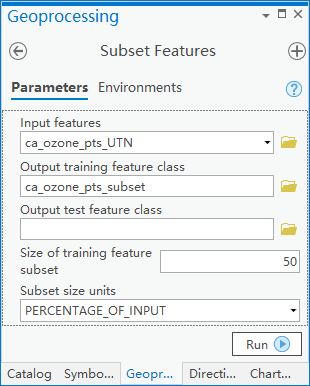 Geoprocessing
Subset Features
Parameters Environments
Input features
ca_ozone_pts_UTN
Output training feature class
ca_ozone_pts_subset
Output test feature class
Size of training feature
subset
50
Subset size units
PERCENTAGE_OF_INPUT
Run
Catalog Symbo... Geopr... Directi... Chart...